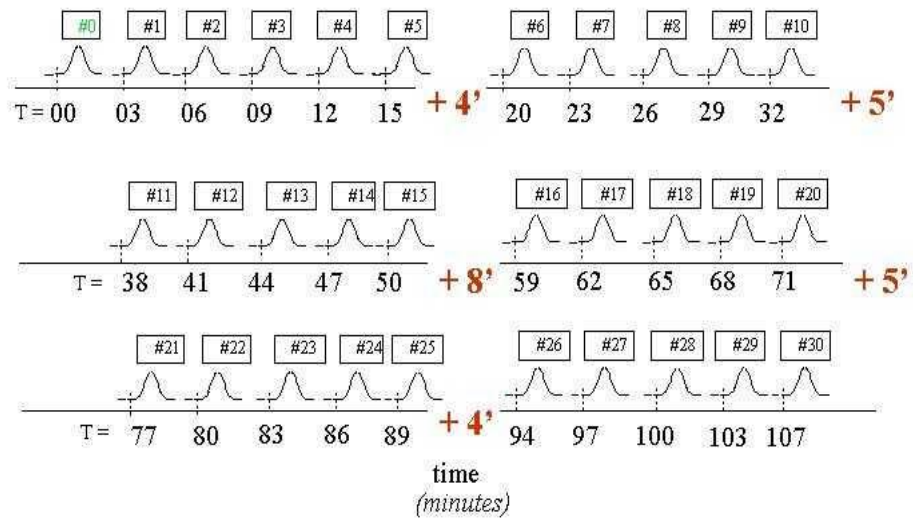 #0 #1 #2 #3 #4 #5 #6 #7 #8 #9 #10
T = 00 03 06 09 12 15 + 4’ 20 23 26 29 32 + 5’
#11 #12 #13 #14 #15 #16 #17 #18 #19 #20
T = 38 41 44 47 50 + 8’ 59 62 65 68 71 + 5’
#21 #22 #23 #24 #25 #26 #27 #28 #29 #30
T = 77 80 83 86 89 + 4’ 94 97 100 103 107
time
(minutes)